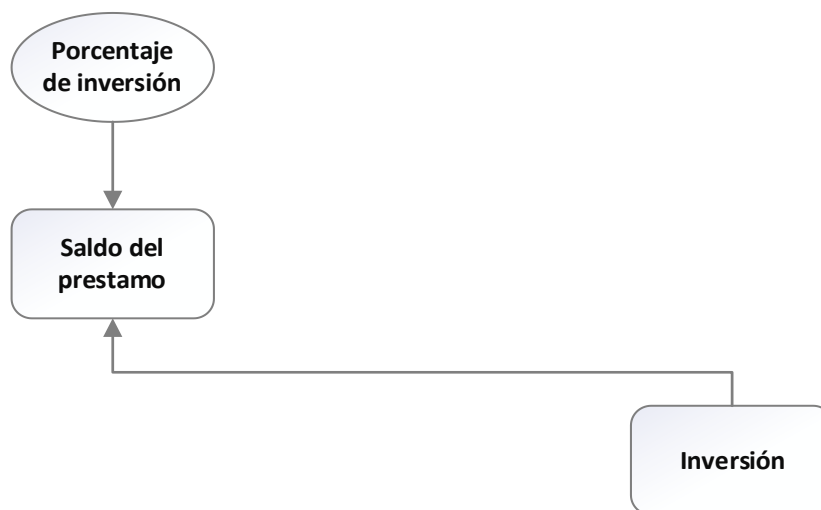 Porcentaje
de inversión
Saldo del
prestamo
Inversión